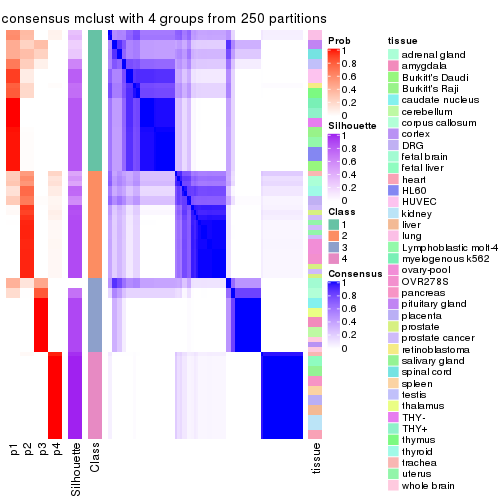 consensus mclust with 4 groups from 250 partitions
Prob
1
0.8
0.6
0.4
0.2
0
Silhouette
1
0.8
0.6
0.4
0.2
0
Class
1
2
3
4
Consensus
1
0.8
0.6
0.4
0.2
0
tissue
adrenal gland
amygdala
Burkitt's Daudi
Burkitt's Raji
caudate nucleus
cerebellum
corpus callosum
cortex
DRG
fetal brain
fetal liver
heart
HL60
HUVEC
kidney
liver
lung
Lymphoblastic molt-4
myelogenous k562
ovary-pool
OVR278S
pancreas
pituitary gland
placenta
prostate
prostate cancer
retinoblastoma
salivary gland
spinal cord
spleen
testis
thalamus
THY-
THY+
thymus
thyroid
trachea
uterus
whole brain
p1
p2
p3
p4
Silhouette
Class
tissue